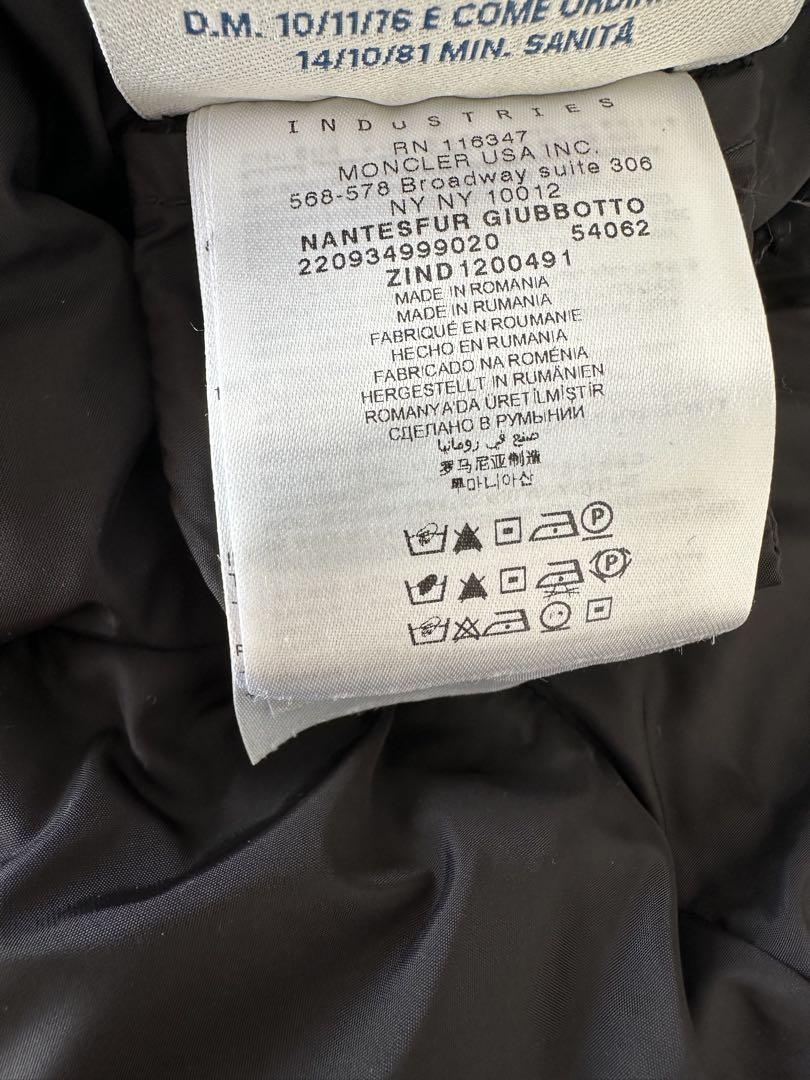 D.M. 10/11/76 E COME
14/10/81 MIN. SANITÀ
INDUSTRIES
RN 116347
MONCLER USA INC.
568-578 Broadway suite 306
NY NY 10012
NANTESFUR GIUBBOTTO
220934999020 54062
ZIND1200491
MADE IN ROMANIA
MADE IN RUMANIA
FABRIQUÉ EN ROUMANIE
HECHO EN RUMANIA
FABRICADO NA ROMÉNIA
HERGESTELLT IN RUMÄNIEN
ROMANYA'DA ÜRETİLMİŞTİR
СДЕЛАНО В РУМЫНИИ
صنع في رومانيا
罗马尼亚制造
루마니아산
P
P